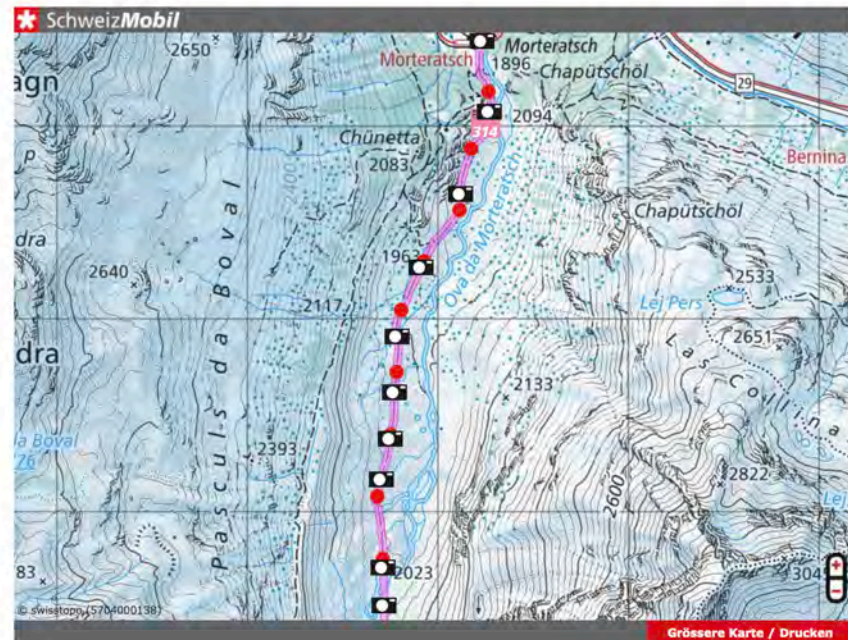 SchweizMobil
2650
Morteratsch
Morteratsch
1896
Chapütschöl
29
agn
2094
314
Chünetta
2083
p
Bernina
Ova da Morteratsch
Chapütschöl
dra
Pasculs da Boval
2640
2533
2117
Lej Pers
2651
dra
Las Collina
2133
la Boval
76
2393
2822
2600
Lej
83
2023
© swisstopo (5704000138)
Grössere Karte / Drucken